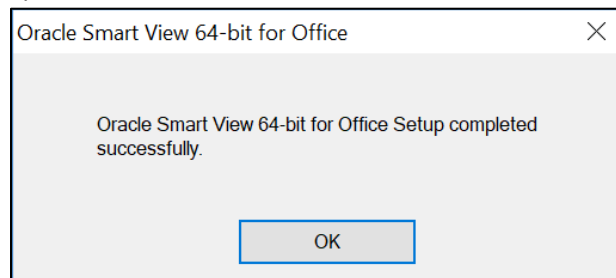 Oracle Smart View 64-bit for Office
Oracle Smart View 64-bit for Office Setup completed
successfully.
OK